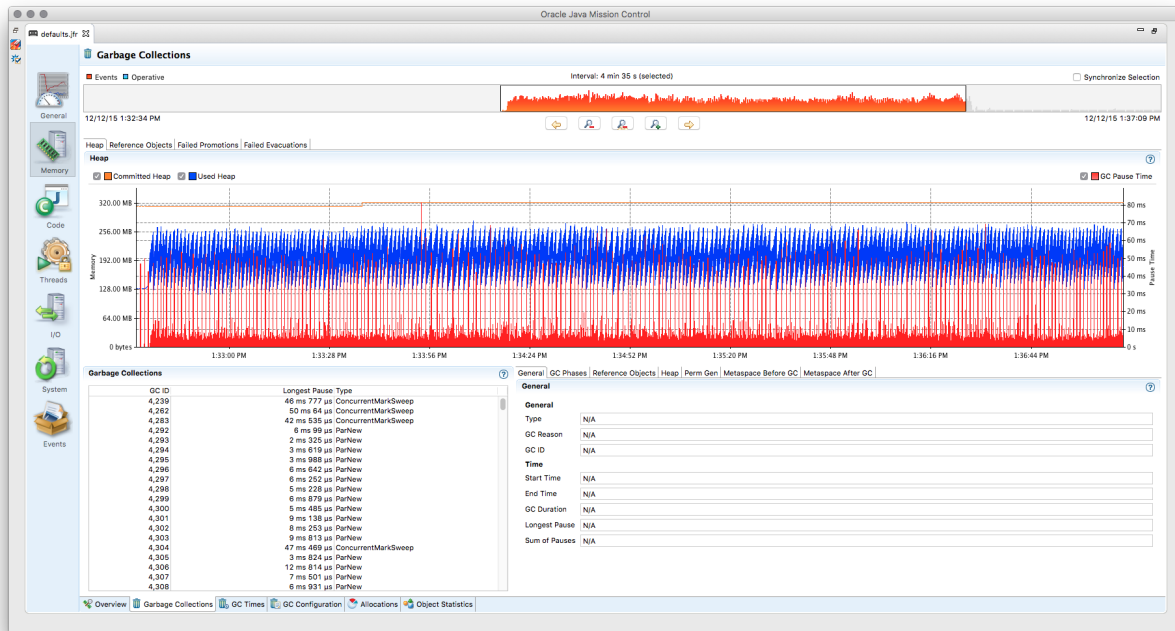 Oracle Java Mission Control
defaults.jfr
Garbage Collections
Events Operative
Interval: 4 min 35 s (selected)
Synchronize Selection
12/12/15 1:32:34 PM
12/12/15 1:37:09 PM
General
Memory
Code
Threads
I/O
System
Events
Heap Reference Objects Failed Promotions Failed Evacuations
Heap
Committed Heap Used Heap
GC Pause Time
320.00 MB
256.00 MB
192.00 MB
128.00 MB
64.00 MB
0 bytes
Memory
80 ms
70 ms
60 ms
50 ms
40 ms
30 ms
20 ms
10 ms
0 s
Pause Time
1:33:00 PM 1:33:28 PM 1:33:56 PM 1:34:24 PM 1:34:52 PM 1:35:20 PM 1:35:48 PM 1:36:16 PM 1:36:44 PM
Garbage Collections
GC ID Longest Pause Type
4,239 46 ms 777 µs ConcurrentMarkSweep
4,262 50 ms 64 µs ConcurrentMarkSweep
4,283 42 ms 535 µs ConcurrentMarkSweep
4,292 6 ms 99 µs ParNew
4,293 2 ms 325 µs ParNew
4,294 3 ms 619 µs ParNew
4,295 3 ms 988 µs ParNew
4,296 6 ms 642 µs ParNew
4,297 6 ms 252 µs ParNew
4,298 5 ms 228 µs ParNew
4,299 6 ms 879 µs ParNew
4,300 5 ms 485 µs ParNew
4,301 9 ms 138 µs ParNew
4,302 8 ms 253 µs ParNew
4,303 9 ms 813 µs ParNew
4,304 47 ms 469 µs ConcurrentMarkSweep
4,305 3 ms 824 µs ParNew
4,306 12 ms 814 µs ParNew
4,307 7 ms 501 µs ParNew
4,308 6 ms 931 µs ParNew
General GC Phases Reference Objects Heap Perm Gen Metaspace Before GC Metaspace After GC
General
General
Type N/A
GC Reason N/A
GC ID N/A
Time
Start Time N/A
End Time N/A
GC Duration N/A
Longest Pause N/A
Sum of Pauses N/A
Overview Garbage Collections GC Times GC Configuration Allocations Object Statistics